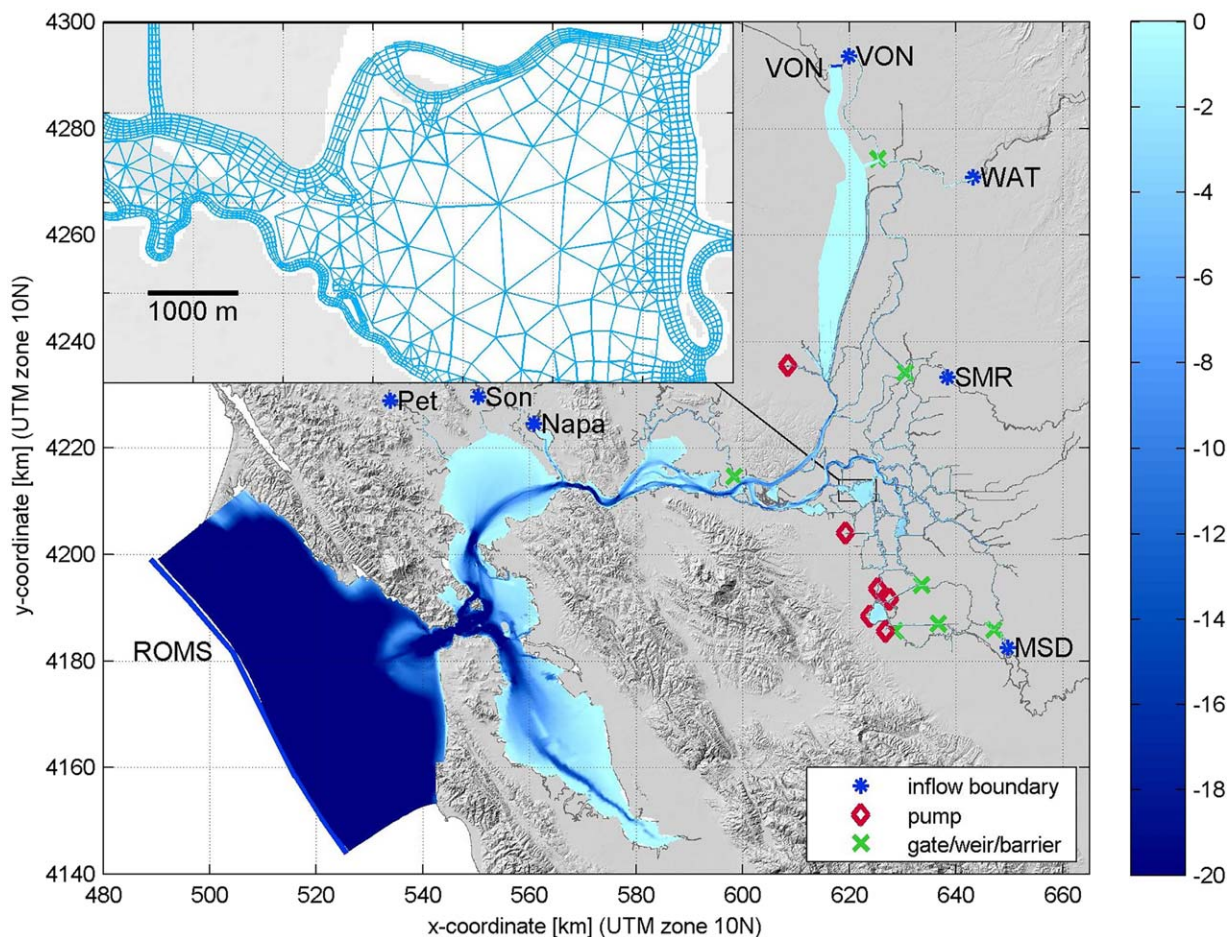 4300
4280
4260
4240
4220
4200
4180
4160
4140
y-coordinate [km] (UTM zone 10N)
1000 m
VON
VON
WAT
SMR
Pet
Son
Napa
ROMS
MSD
inflow boundary
pump
gate/weir/barrier
480
500
520
540
560
580
600
620
640
660
x-coordinate [km] (UTM zone 10N)
0
-2
-4
-6
-8
-10
-12
-14
-16
-18
-20